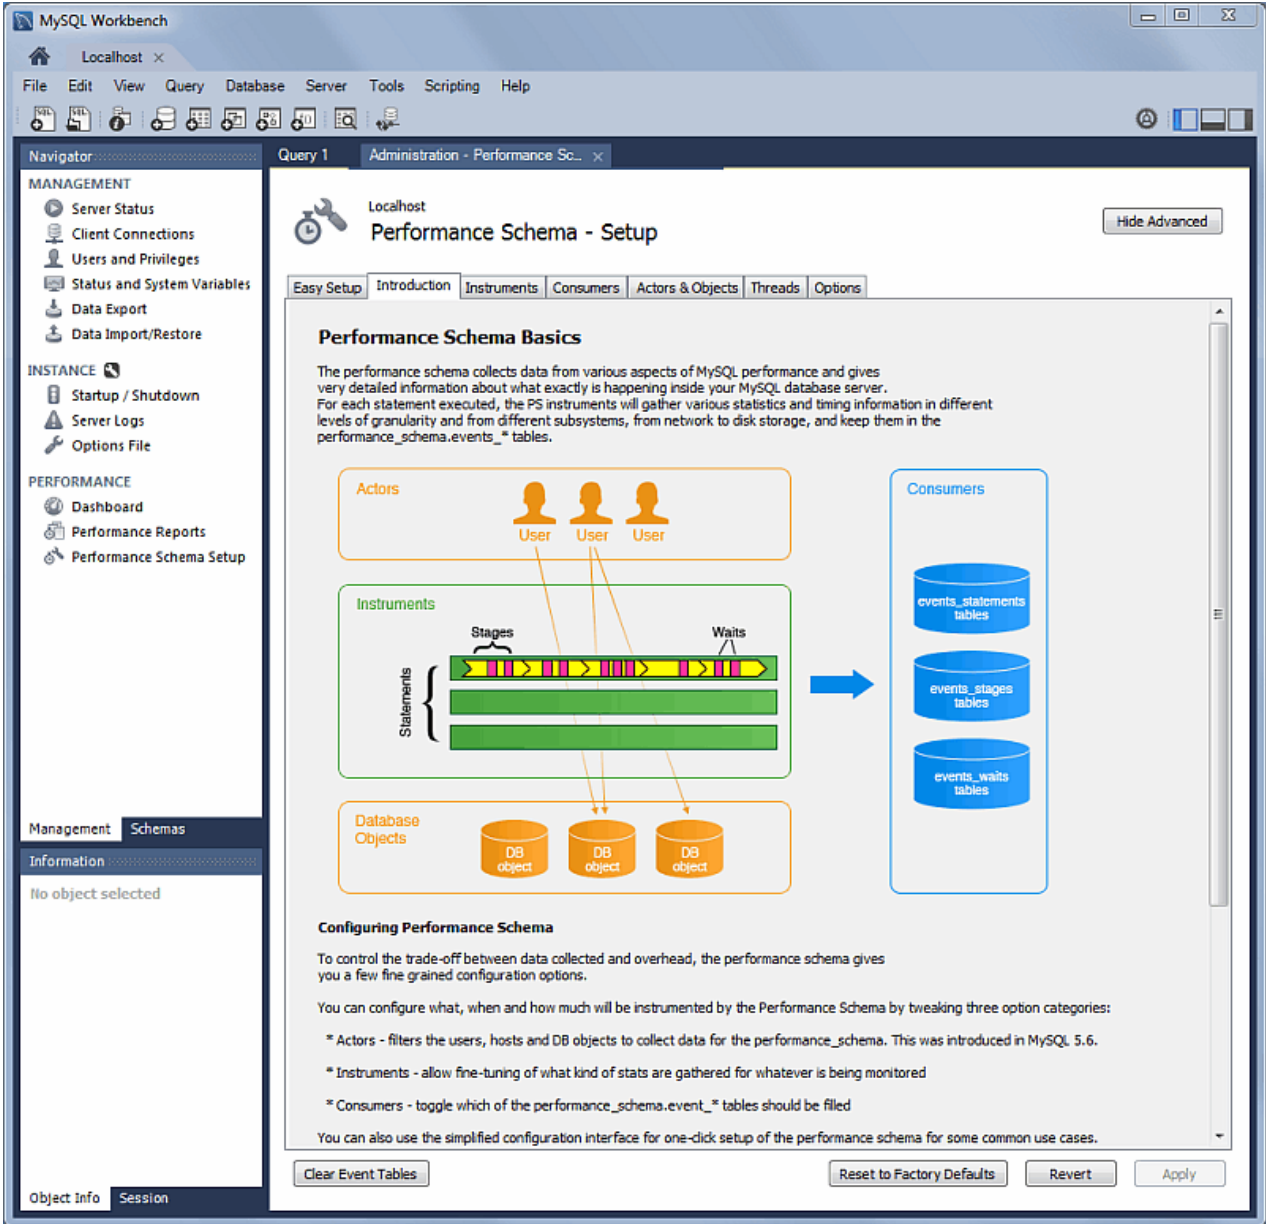 MySQL Workbench
Localhost
File Edit View Query Database Server Tools Scripting Help
Navigator
MANAGEMENT
Server Status
Client Connections
Users and Privileges
Status and System Variables
Data Export
Data Import/Restore
INSTANCE
Startup / Shutdown
Server Logs
Options File
PERFORMANCE
Dashboard
Performance Reports
Performance Schema Setup
Management Schemas
Information
No object selected
Object Info Session
Query 1 Administration - Performance Sc...
Localhost
Performance Schema - Setup
Hide Advanced
Easy Setup Introduction Instruments Consumers Actors & Objects Threads Options
Performance Schema Basics
The performance schema collects data from various aspects of MySQL performance and gives
very detailed information about what exactly is happening inside your MySQL database server.
For each statement executed, the PS instruments will gather various statistics and timing information in different
levels of granularity and from different subsystems, from network to disk storage, and keep them in the
performance_schema.events_* tables.
Actors
User User User
Instruments
Stages Waits
Statements
Database
Objects
DB
object
DB
object
DB
object
Consumers
events_statements
tables
events_stages
tables
events_waits
tables
Configuring Performance Schema
To control the trade-off between data collected and overhead, the performance schema gives
you a few fine grained configuration options.
You can configure what, when and how much will be instrumented by the Performance Schema by tweaking three option categories:
* Actors - filters the users, hosts and DB objects to collect data for the performance_schema. This was introduced in MySQL 5.6.
* Instruments - allow fine-tuning of what kind of stats are gathered for whatever is being monitored
* Consumers - toggle which of the performance_schema.event_* tables should be filled
You can also use the simplified configuration interface for one-click setup of the performance schema for some common use cases.
Clear Event Tables Reset to Factory Defaults Revert Apply